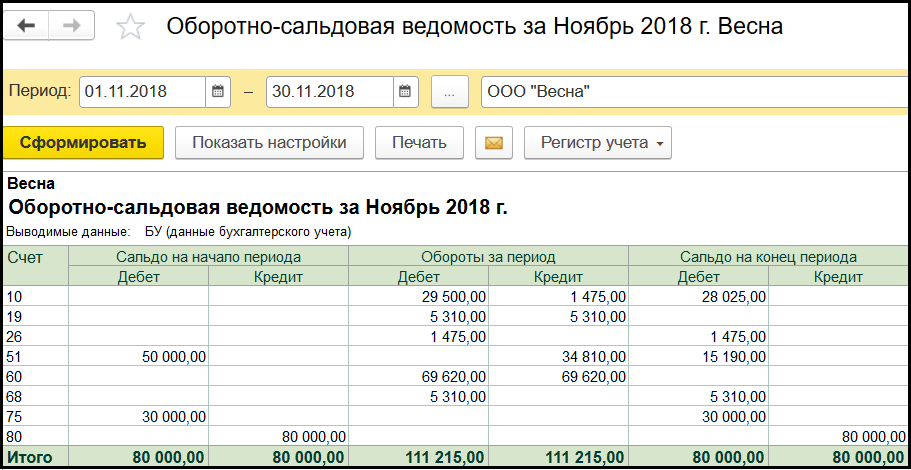 Оборотно-сальдовая ведомость за Ноябрь 2018 г. Весна
Период: 01.11.2018 – 30.11.2018 ... ООО "Весна"
Сформировать Показать настройки Печать Регистр учета
Весна
Оборотно-сальдовая ведомость за Ноябрь 2018 г.
Выводимые данные: БУ (данные бухгалтерского учета)
Счет Сальдо на начало периода Обороты за период Сальдо на конец периода
Дебет Кредит Дебет Кредит Дебет Кредит
10 29 500,00 1 475,00 28 025,00
19 5 310,00 5 310,00
26 1 475,00 1 475,00
51 50 000,00 34 810,00 15 190,00
60 69 620,00 69 620,00
68 5 310,00 5 310,00
75 30 000,00 30 000,00
80 80 000,00 80 000,00
Итого 80 000,00 80 000,00 111 215,00 111 215,00 80 000,00 80 000,00